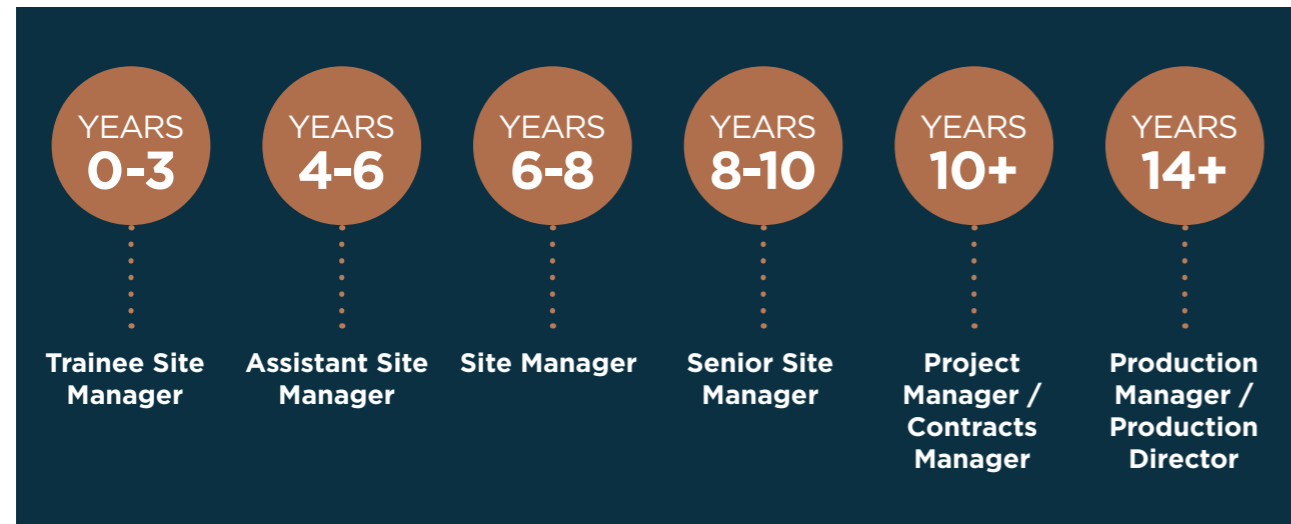 YEARS
0-3
YEARS
4-6
YEARS
6-8
YEARS
8-10
YEARS
10+
YEARS
14+
Trainee Site
Manager
Assistant Site
Manager
Site Manager
Senior Site
Manager
Project
Manager /
Contracts
Manager
Production
Manager /
Production
Director